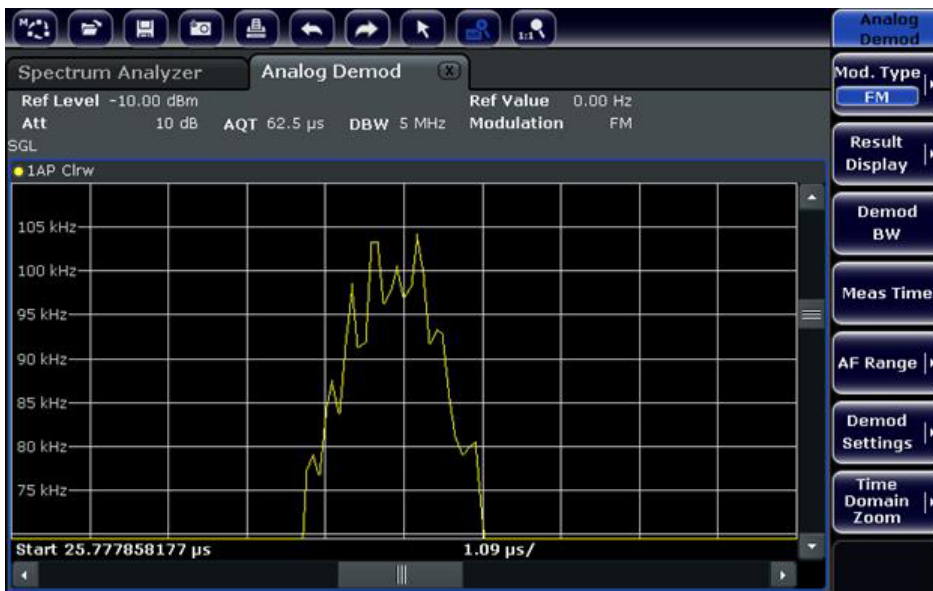 1:1
Analog
Demod
Spectrum Analyzer
Analog Demod
X
Mod. Type
FM
Ref Level -10.00 dBm
Ref Value 0.00 Hz
Att 10 dB AQT 62.5 µs DBW 5 MHz Modulation FM
SGL
1AP Clrw
Result
Display
105 kHz
Demod
BW
100 kHz
Meas Time
95 kHz
90 kHz
AF Range
85 kHz
Demod
Settings
80 kHz
75 kHz
Time
Domain
Zoom
Start 25.777858177 µs
1.09 µs/